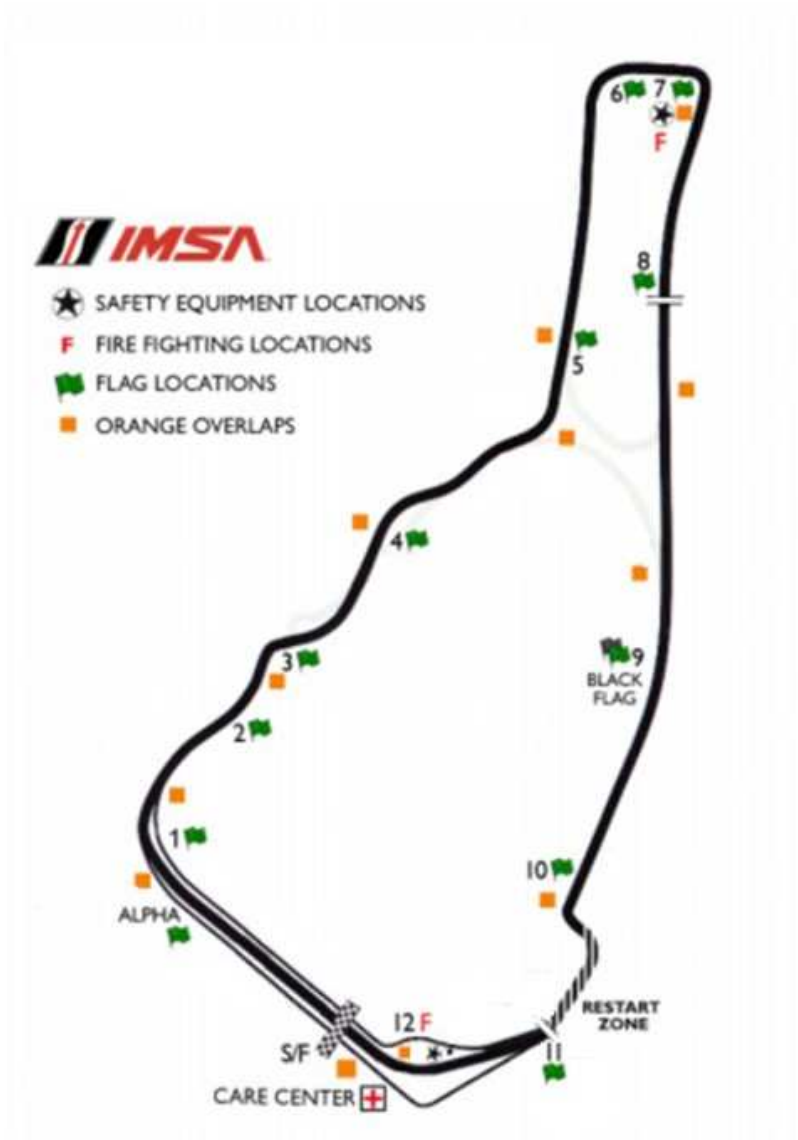 6 7
F
IMSA
8
SAFETY EQUIPMENT LOCATIONS
F FIRE FIGHTING LOCATIONS
FLAG LOCATIONS
5
ORANGE OVERLAPS
4
3
9
BLACK
FLAG
2
1
10
ALPHA
RESTART
ZONE
12 F
S/F
11
CARE CENTER